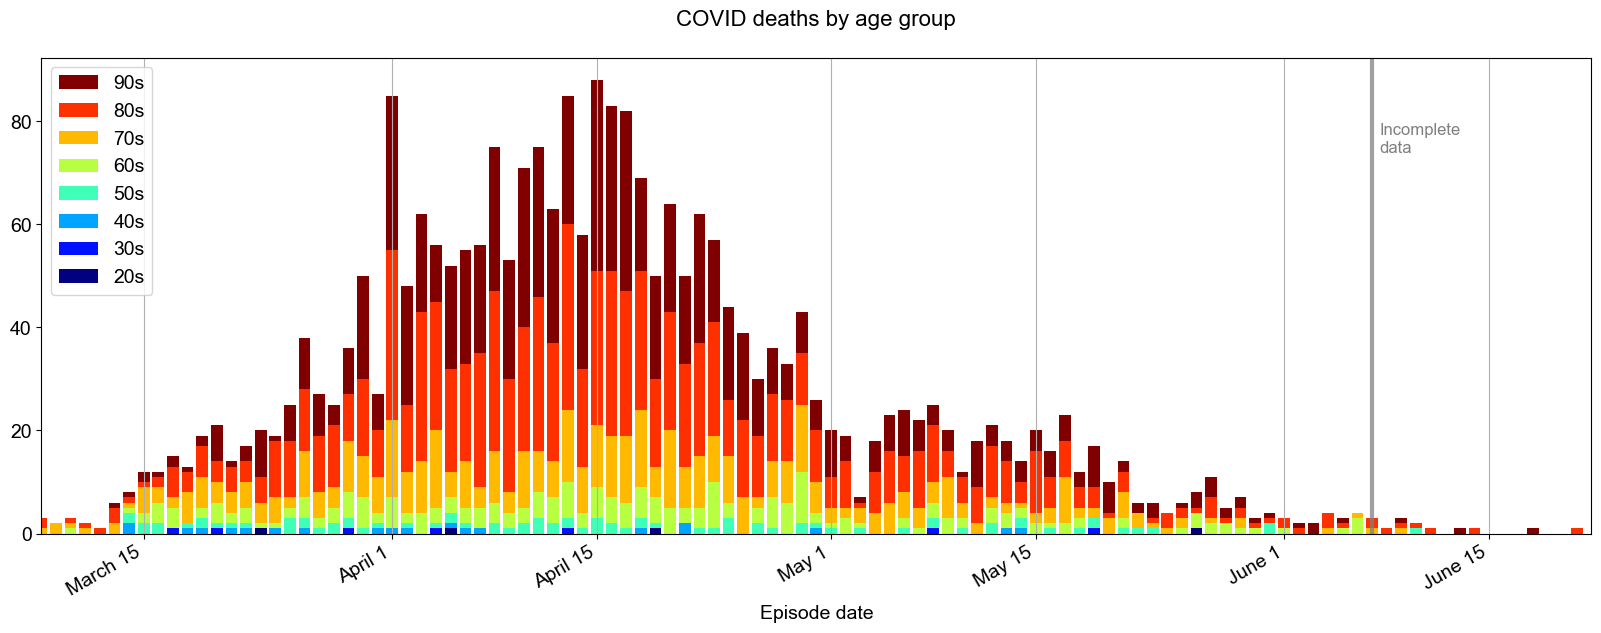 COVID deaths by age group
90s
80s
70s
60s
50s
40s
30s
20s
80
60
40
20
0
Incomplete
data
March 15
April 1
April 15
May 1
May 15
June 1
June 15
Episode date